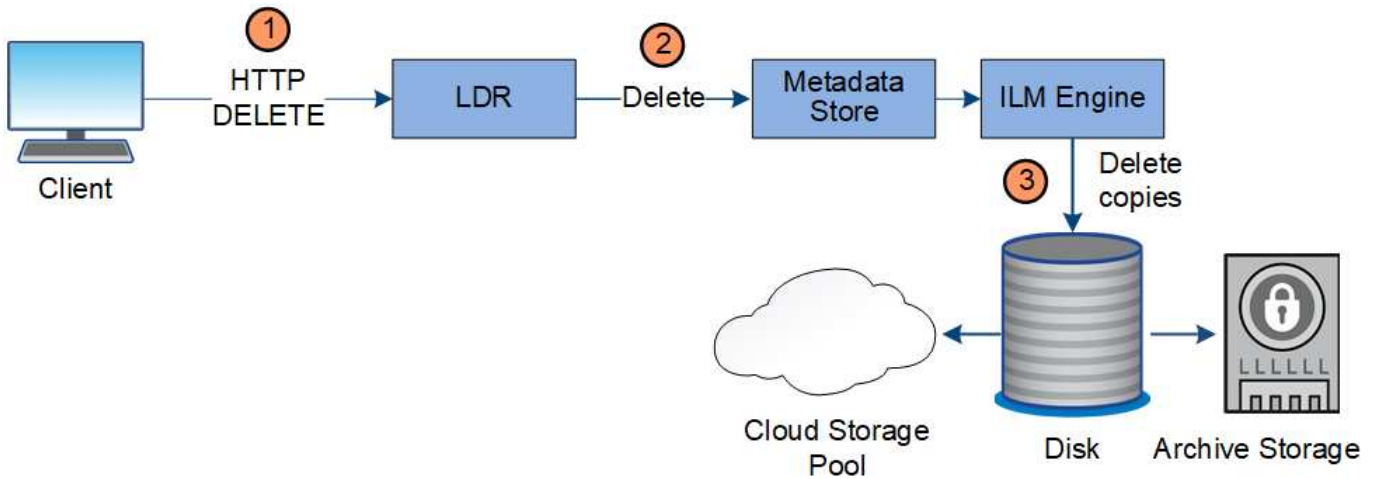 1
HTTP
DELETE
Client
LDR
2
Delete
Metadata
Store
ILM Engine
3
Delete
copies
Cloud Storage
Pool
Disk
LLLLLL
Archive Storage